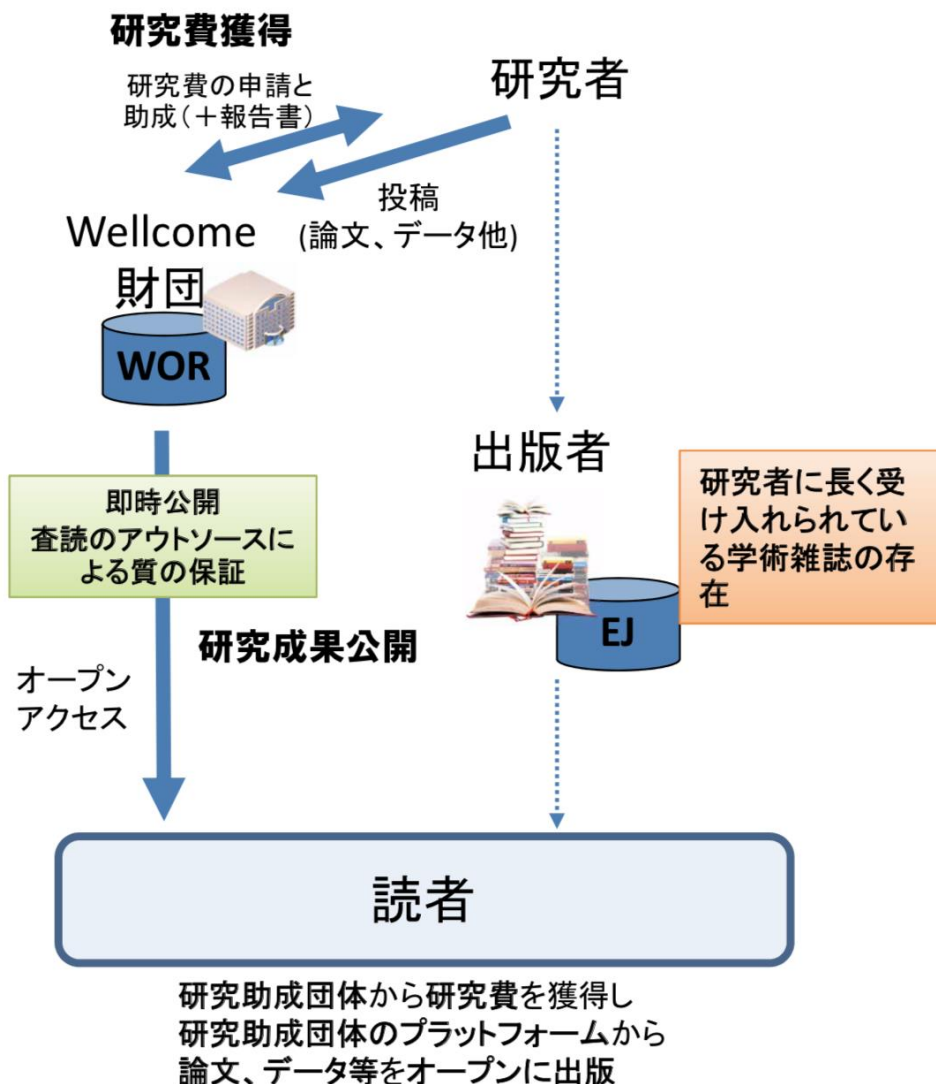 研究費獲得
研究費の申請と
助成(＋報告書)
研究者
投稿
(論文、データ他)
Wellcome
財団
WOR
出版者
研究者に長く受
け入れられてい
る学術雑誌の存
在
即時公開
査読のアウトソースに
よる質の保証
EJ
研究成果公開
オープン
アクセス
読者
研究助成団体から研究費を獲得し
研究助成団体のプラットフォームから
論文、データ等をオープンに出版